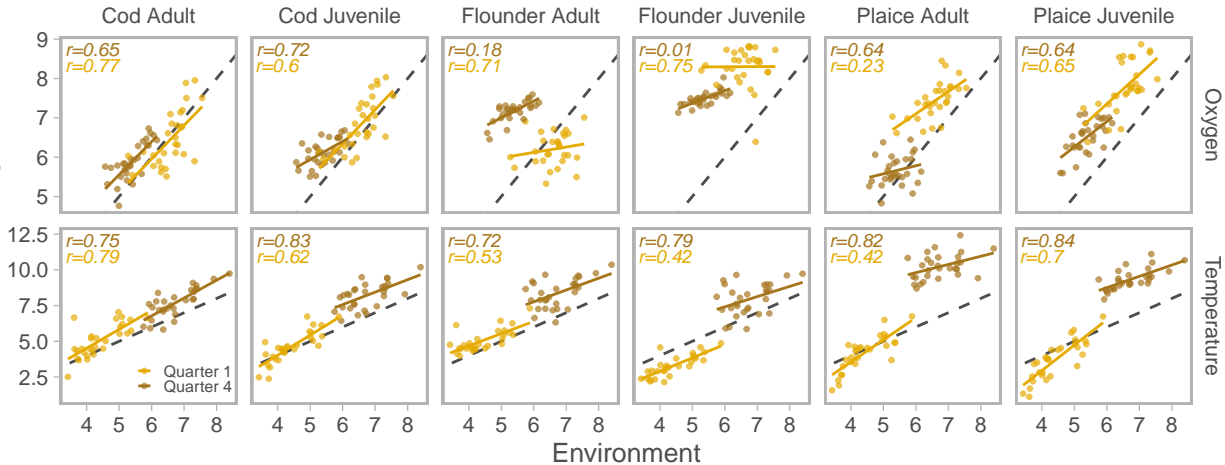 Cod Adult Cod Juvenile Flounder Adult Flounder Juvenile Plaice Adult Plaice Juvenile
9
8
7
6
5
r=0.65 r=0.72 r=0.18 r=0.01 r=0.64 r=0.64
r=0.77 r=0.6 r=0.71 r=0.75 r=0.23 r=0.65
Oxygen
12.5
10.0
7.5
5.0
2.5
r=0.75 r=0.83 r=0.72 r=0.79 r=0.82 r=0.84
r=0.79 r=0.62 r=0.53 r=0.42 r=0.42 r=0.7
Temperature
Quarter 1
Quarter 4
4 5 6 7 8 4 5 6 7 8 4 5 6 7 8 4 5 6 7 8 4 5 6 7 8 4 5 6 7 8
Environment